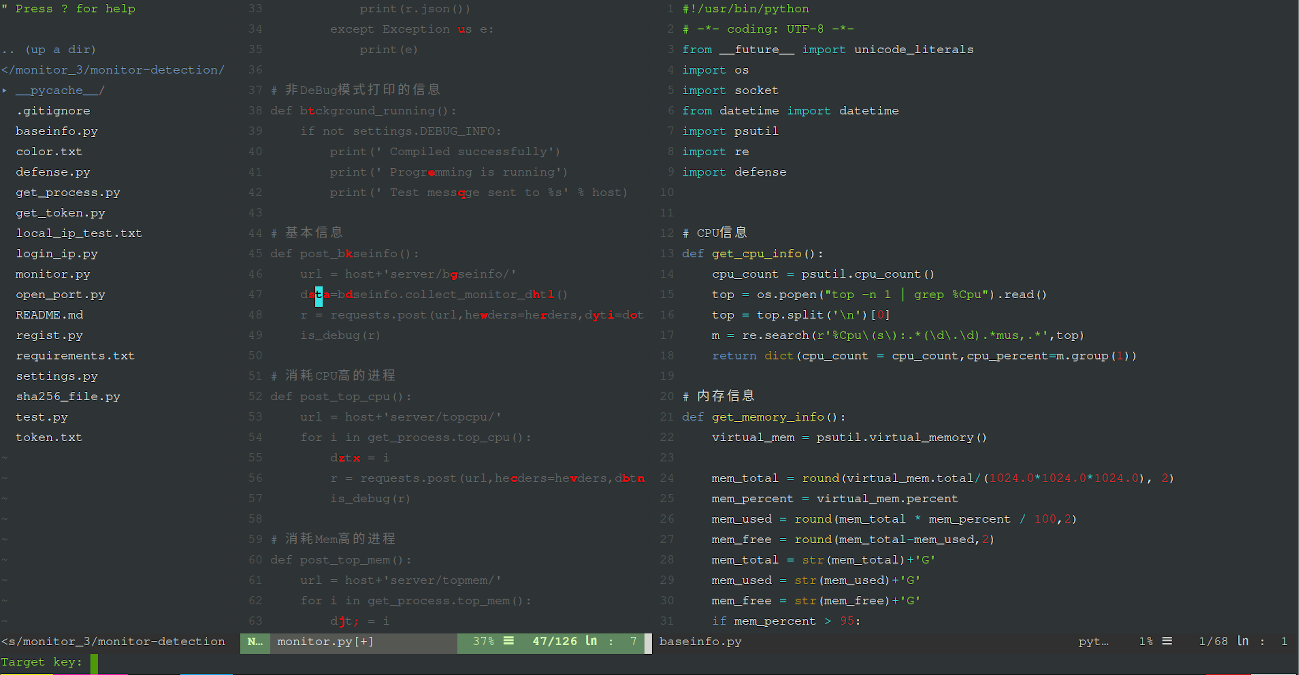 " Press ? for help
.. (up a dir)
</monitor_3/monitor-detection/
▸ __pycache__/
.gitignore
baseinfo.py
color.txt
defense.py
get_process.py
get_token.py
local_ip_test.txt
login_ip.py
monitor.py
open_port.py
README.md
regist.py
requirements.txt
settings.py
sha256_file.py
test.py
token.txt
~
~
~
~
~
~
~
~
~
<s/monitor_3/monitor-detection
33 print(r.json())
34 except Exception us e:
35 print(e)
36
37 # 非DeBug模式打印的信息
38 def btckground_running():
39 if not settings.DEBUG_INFO:
40 print(' Compiled successfully')
41 print(' Progremming is running')
42 print(' Test messqge sent to %s' % host)
43
44 # 基本信息
45 def post_bkseinfo():
46 url = host+'server/bgseinfo/'
47 dsta=bdseinfo.collect_monitor_dhtl()
48 r = requests.post(url,hewders=herders,dyti=dot
49 is_debug(r)
50
51 # 消耗CPU高的进程
52 def post_top_cpu():
53 url = host+'server/topcpu/'
54 for i in get_process.top_cpu():
55 dztx = i
56 r = requests.post(url,hecders=hevders,dbtn
57 is_debug(r)
58
59 # 消耗Mem高的进程
60 def post_top_mem():
61 url = host+'server/topmem/'
62 for i in get_process.top_mem():
63 djt; = i
N… monitor.py[+] 37% ☰ 47/126 ln : 7
1 #!/usr/bin/python
2 # -*- coding: UTF-8 -*-
3 from __future__ import unicode_literals
4 import os
5 import socket
6 from datetime import datetime
7 import psutil
8 import re
9 import defense
10
11
12 # CPU信息
13 def get_cpu_info():
14 cpu_count = psutil.cpu_count()
15 top = os.popen("top -n 1 | grep %Cpu").read()
16 top = top.split('\n')[0]
17 m = re.search(r'%Cpu\(s\):.*(\d\.\d).*mus,.*',top)
18 return dict(cpu_count = cpu_count,cpu_percent=m.group(1))
19
20 # 内存信息
21 def get_memory_info():
22 virtual_mem = psutil.virtual_memory()
23
24 mem_total = round(virtual_mem.total/(1024.0*1024.0*1024.0), 2)
25 mem_percent = virtual_mem.percent
26 mem_used = round(mem_total * mem_percent / 100,2)
27 mem_free = round(mem_total-mem_used,2)
28 mem_total = str(mem_total)+'G'
29 mem_used = str(mem_used)+'G'
30 mem_free = str(mem_free)+'G'
31 if mem_percent > 95:
baseinfo.py pyt… 1% ☰ 1/68 ln : 1
Target key: